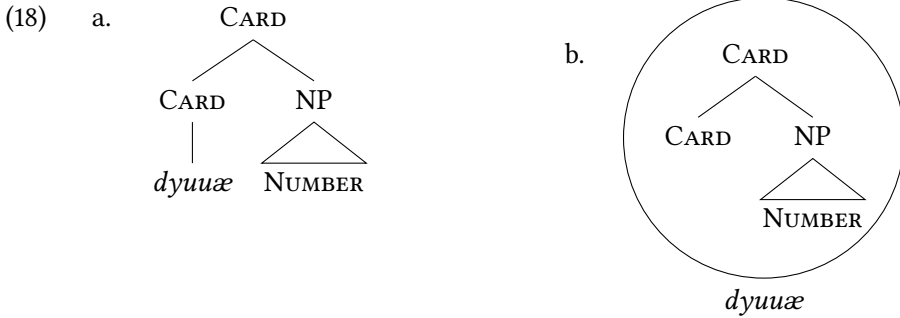 (18) a.
CARD
CARD NP
dyuuæ NUMBER
b.
CARD
CARD NP
NUMBER
dyuuæ